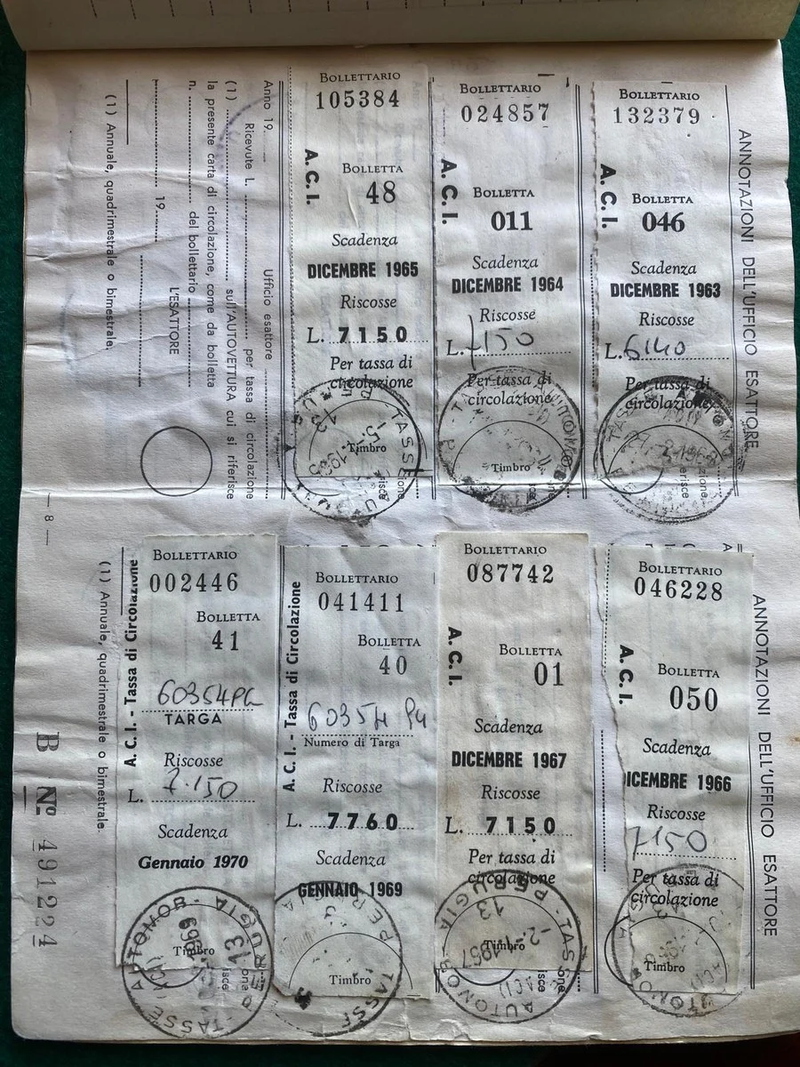 ANNOTAZIONI DELL'UFFICIO ESATTORE
BOLLETTARIO
105384
A. C. I.
BOLLETTA
48
Scadenza
DICEMBRE 1965
Riscosse
L. 7150
Per tassa di
circolazione
Timbro
BOLLETTARIO
024857
A. C. I.
BOLLETTA
011
Scadenza
DICEMBRE 1964
Riscosse
L. 7150
Per tassa di
circolazione
Timbro
BOLLETTARIO
132379
A. C. I.
BOLLETTA
046
Scadenza
DICEMBRE 1963
Riscosse
L. 6140
Per tassa di
circolazione
Anno 19
Ufficio esattore
Ricevute L. per tassa di circolazione
(1) sull'AUTOVETTURA cui si riferisce
la presente carta di circolazione, come da bolletta
n. del bollettario
19
L'ESATTORE
(1) Annuale, quadrimestrale o bimestrale.
— 8 —
ANNOTAZIONI DELL'UFFICIO ESATTORE
BOLLETTARIO
002446
A. C. I. - Tassa di Circolazione
BOLLETTA
41
TARGA
Riscosse
L. 7.150
Scadenza
Gennaio 1970
Timbro
TASSE AUTOMOB. PERUGIA
13
BOLLETTARIO
041411
A. C. I. - Tassa di Circolazione
BOLLETTA
40
Numero di Targa
Riscosse
L. 7760
Scadenza
GENNAIO 1969
Timbro
BOLLETTARIO
087742
A. C. I.
BOLLETTA
01
Scadenza
DICEMBRE 1967
Riscosse
L. 7150
Per tassa di
circolazione
Timbro
BOLLETTARIO
046228
A. C. I.
BOLLETTA
050
Scadenza
DICEMBRE 1966
Riscosse
7150
Per tassa di
circolazione
Timbro
(1) Annuale, quadrimestrale o bimestrale.
B No 491224